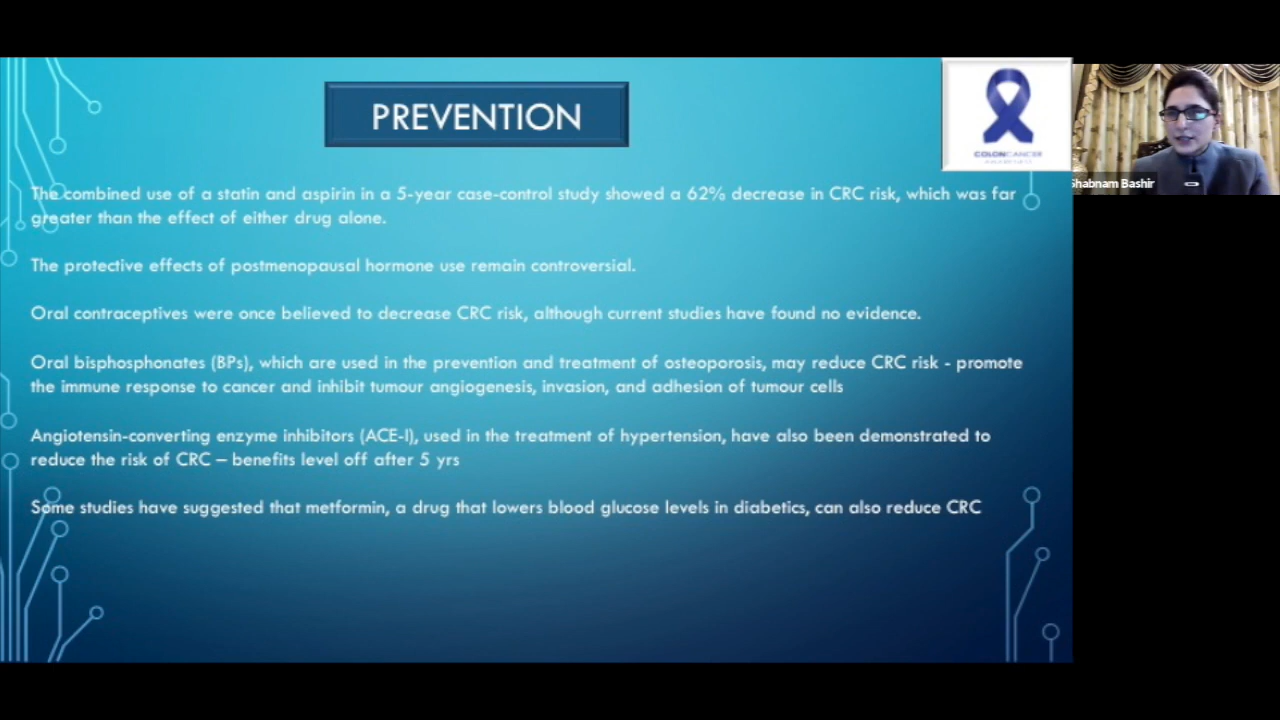 PREVENTION
COLONCANCER
The combined use of a statin and aspirin in a 5-year case-control study showed a 62% decrease in CRC risk, which was far
greater than the effect of either drug alone.
The protective effects of postmenopausal hormone use remain controversial.
Oral contraceptives were once believed to decrease CRC risk, although current studies have found no evidence.
Oral bisphosphonates (BPs), which are used in the prevention and treatment of osteoporosis, may reduce CRC risk - promote
the immune response to cancer and inhibit tumour angiogenesis, invasion, and adhesion of tumour cells
Angiotensin-converting enzyme inhibitors (ACE-I), used in the treatment of hypertension, have also been demonstrated to
reduce the risk of CRC – benefits level off after 5 yrs
Some studies have suggested that metformin, a drug that lowers blood glucose levels in diabetics, can also reduce CRC
Shabnam Bashir